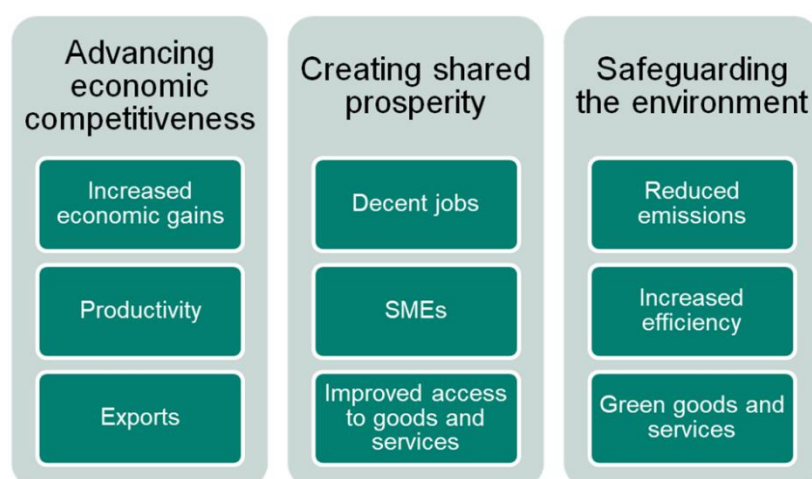 Advancing
economic
competitiveness
Increased
economic gains
Productivity
Exports
Creating shared
prosperity
Decent jobs
SMEs
Improved access
to goods and
services
Safeguarding
the environment
Reduced
emissions
Increased
efficiency
Green goods and
services